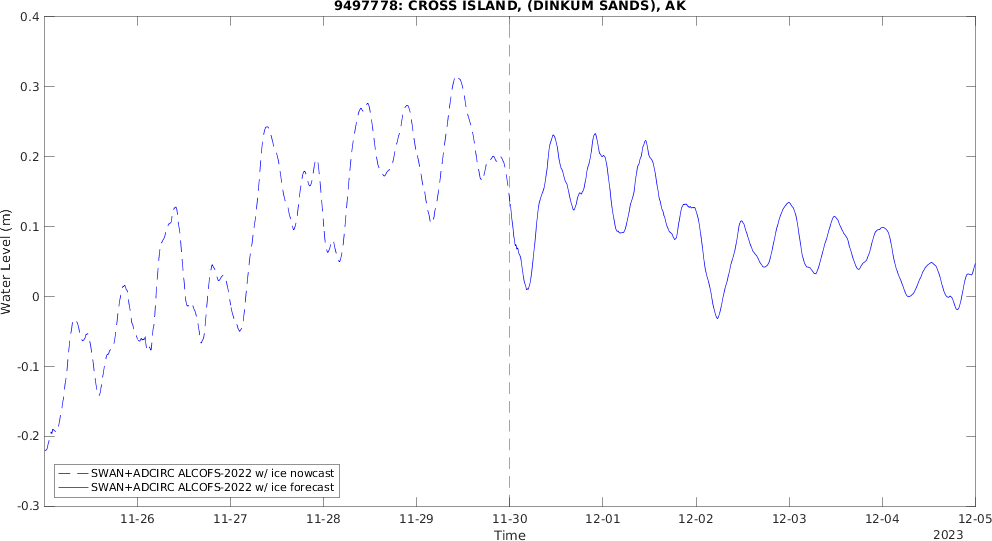 9497778: CROSS ISLAND, (DINKUM SANDS), AK
0.4
0.3
0.2
0.1
0
-0.1
-0.2
-0.3
Water Level (m)
SWAN+ADCIRC ALCOFS-2022 w/ ice nowcast
SWAN+ADCIRC ALCOFS-2022 w/ ice forecast
11-26 11-27 11-28 11-29 11-30 12-01 12-02 12-03 12-04 12-05
Time
2023